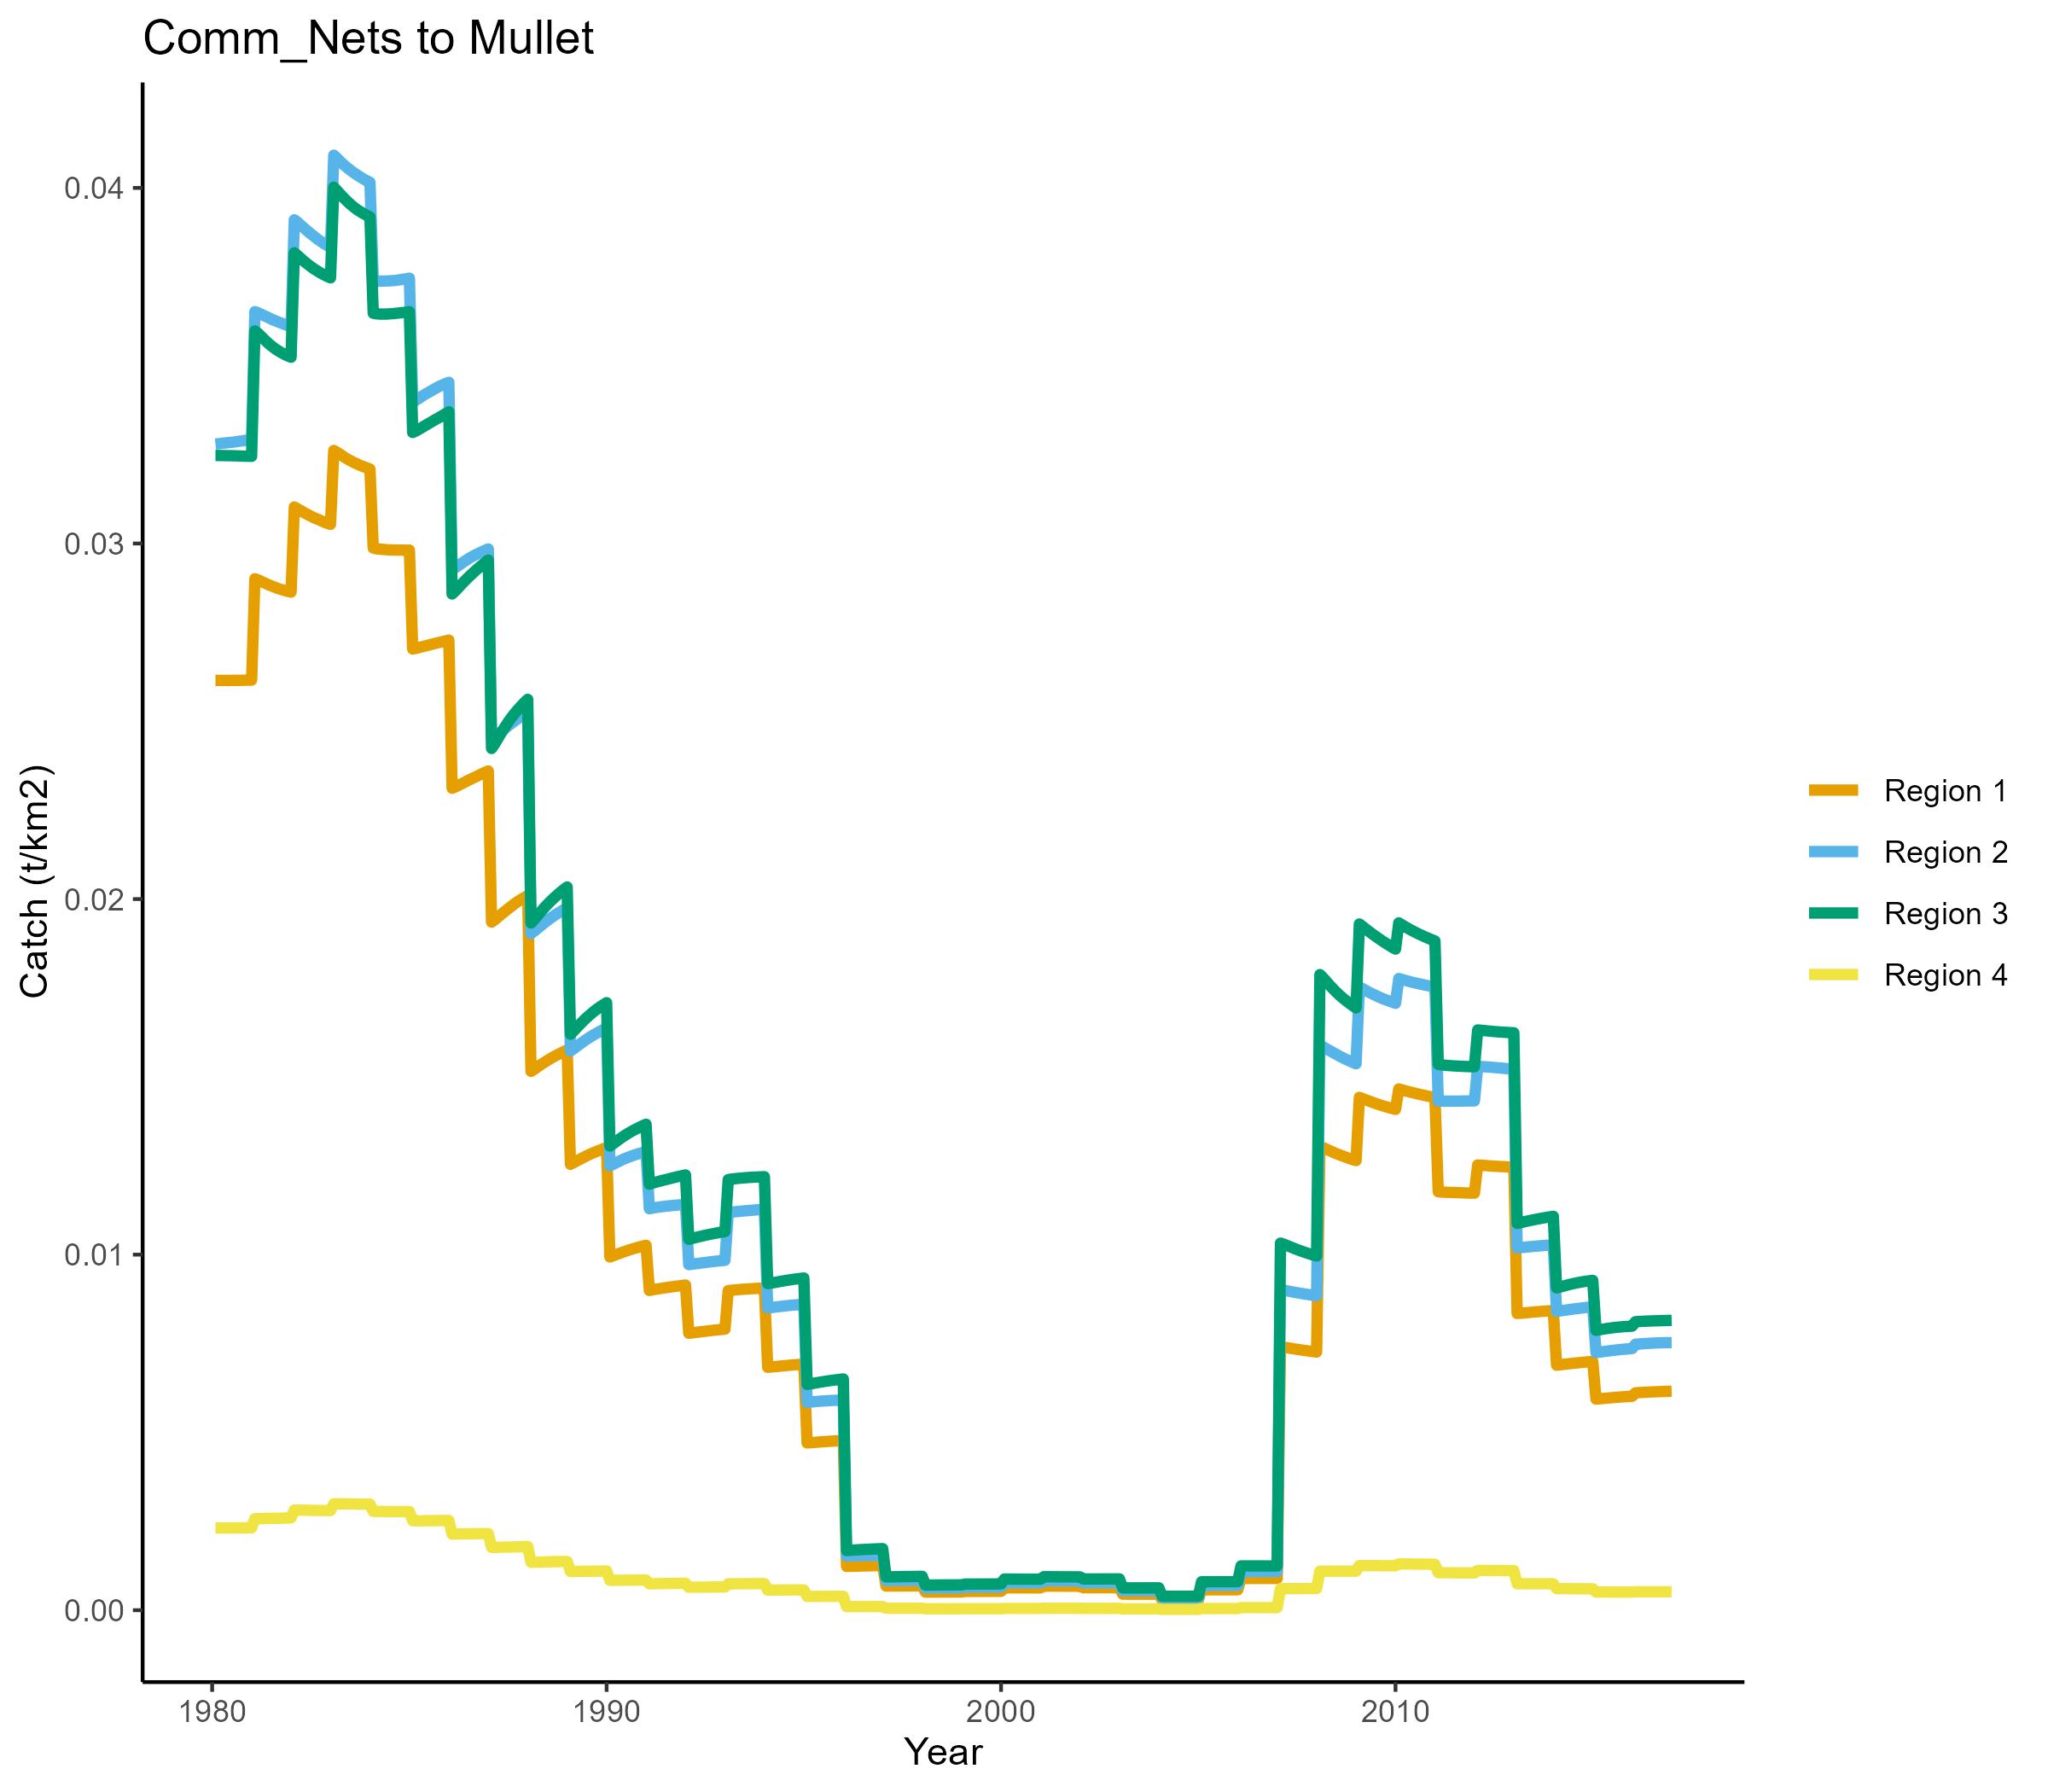 Comm_Nets to Mullet
Catch (t/km2)
0.04
0.03
0.02
0.01
0.00
1980
1990
2000
2010
Year
Region 1
Region 2
Region 3
Region 4